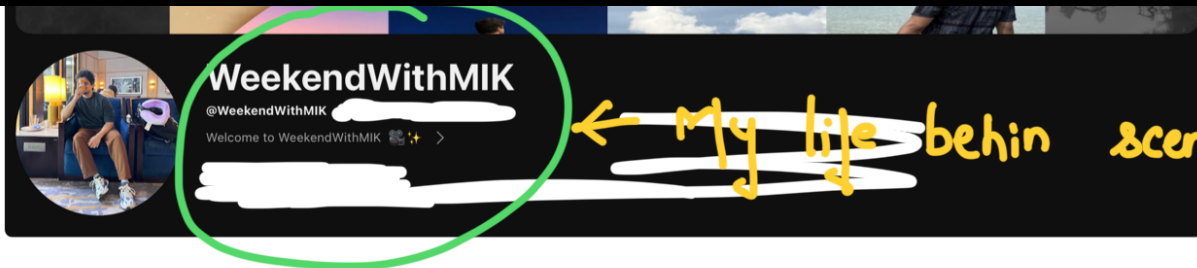 WeekendWithMIK
@WeekendWithMIK
Welcome to WeekendWithMIK 🎥✨ >
← My life behin scen